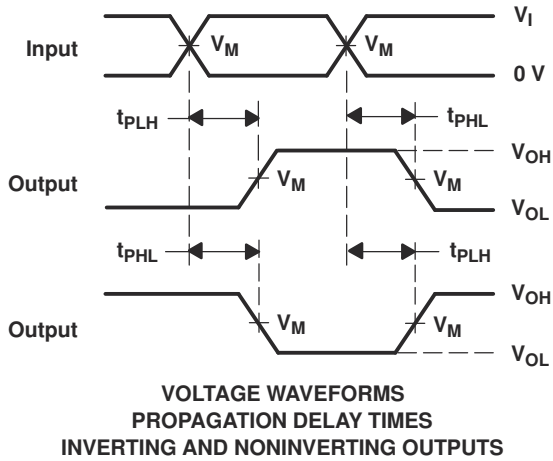 V_I
Input V_M V_M
0 V
t_PLH t_PHL
V_OH
Output V_M V_M
V_OL
t_PHL t_PLH
V_OH
Output V_M V_M
V_OL
VOLTAGE WAVEFORMS
PROPAGATION DELAY TIMES
INVERTING AND NONINVERTING OUTPUTS